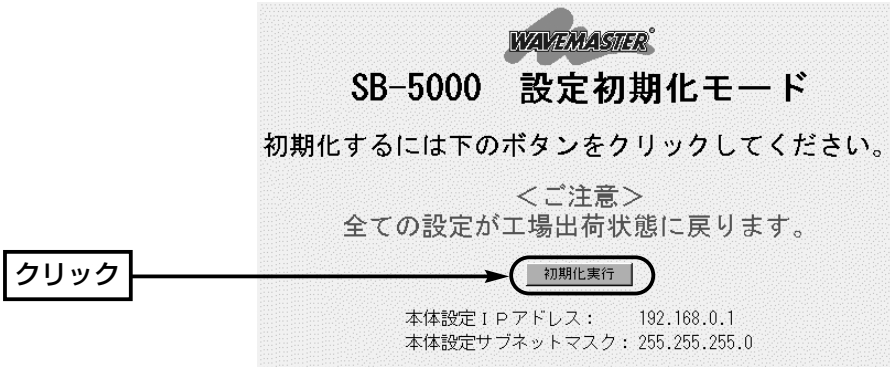 WAVEMASTER®
SB-5000 設定初期化モード
初期化するには下のボタンをクリックしてください。
＜ご注意＞
全ての設定が工場出荷状態に戻ります。
クリック
初期化実行
本体設定ＩＰアドレス： 192.168.0.1
本体設定サブネットマスク： 255.255.255.0